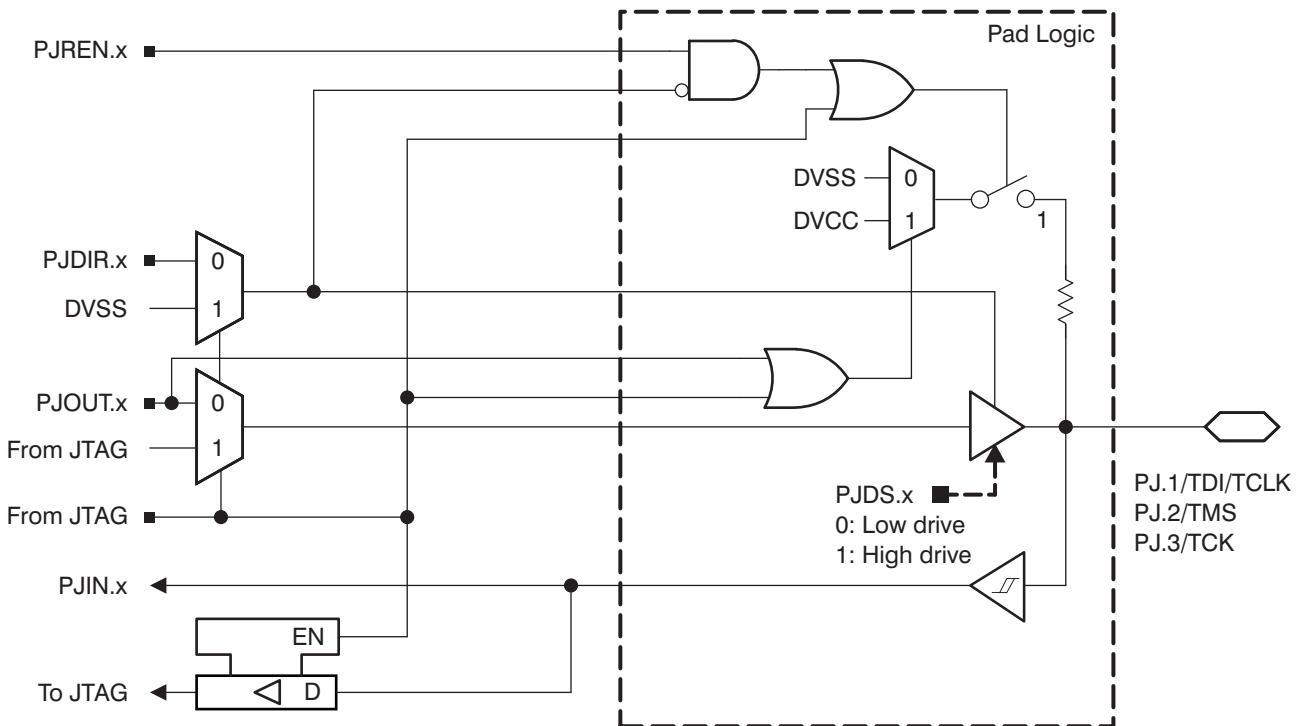 Pad Logic
PJREN.x
DVSS
0
DVCC
1
1
PJDIR.x
0
DVSS
1
PJOUT.x
0
From JTAG
1
From JTAG
PJDS.x
0: Low drive
1: High drive
PJ.1/TDI/TCLK
PJ.2/TMS
PJ.3/TCK
PJIN.x
EN
To JTAG
D